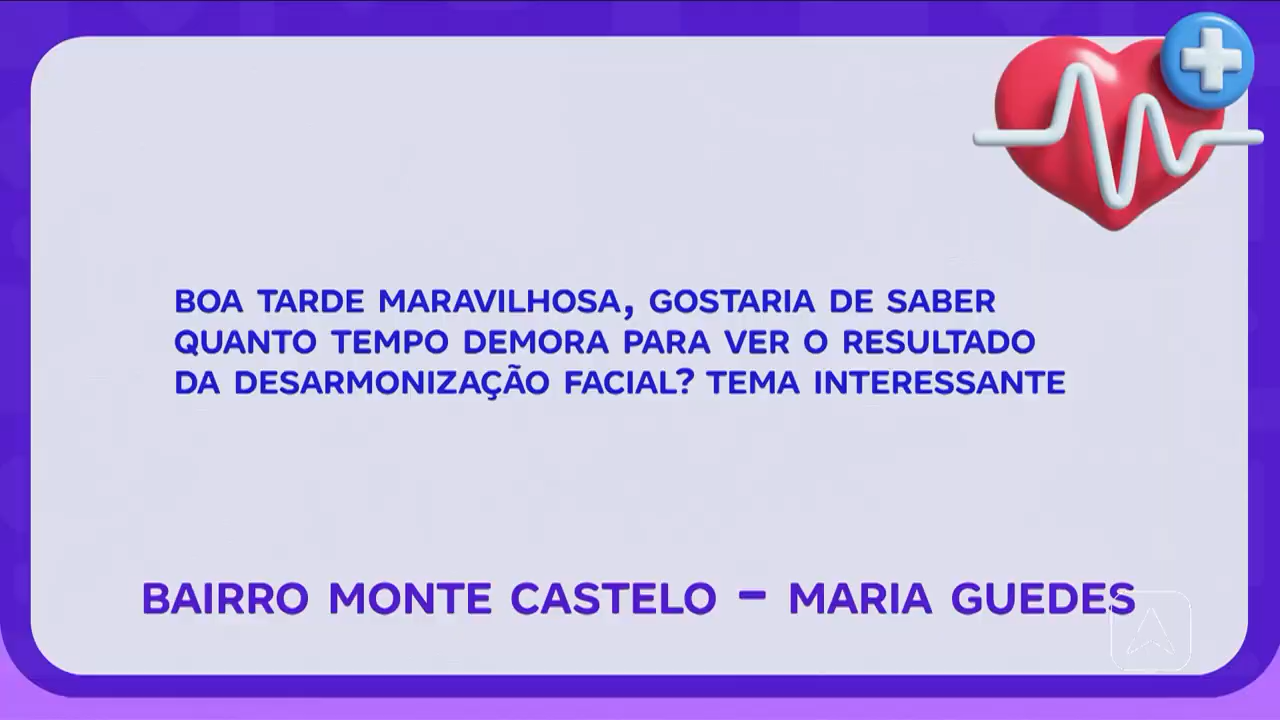 BOA TARDE MARAVILHOSA, GOSTARIA DE SABER
QUANTO TEMPO DEMORA PARA VER O RESULTADO
DA DESARMONIZAÇÃO FACIAL? TEMA INTERESSANTE
BAIRRO MONTE CASTELO – MARIA GUEDES